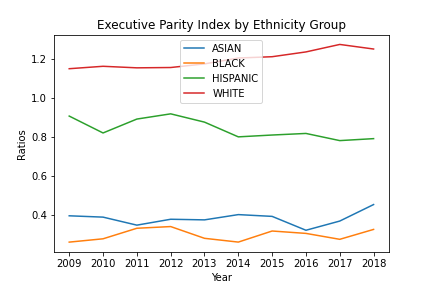 Executive Parity Index by Ethnicity Group
ASIAN
BLACK
HISPANIC
WHITE
Ratios
1.2
1.0
0.8
0.6
0.4
2009 2010 2011 2012 2013 2014 2015 2016 2017 2018
Year